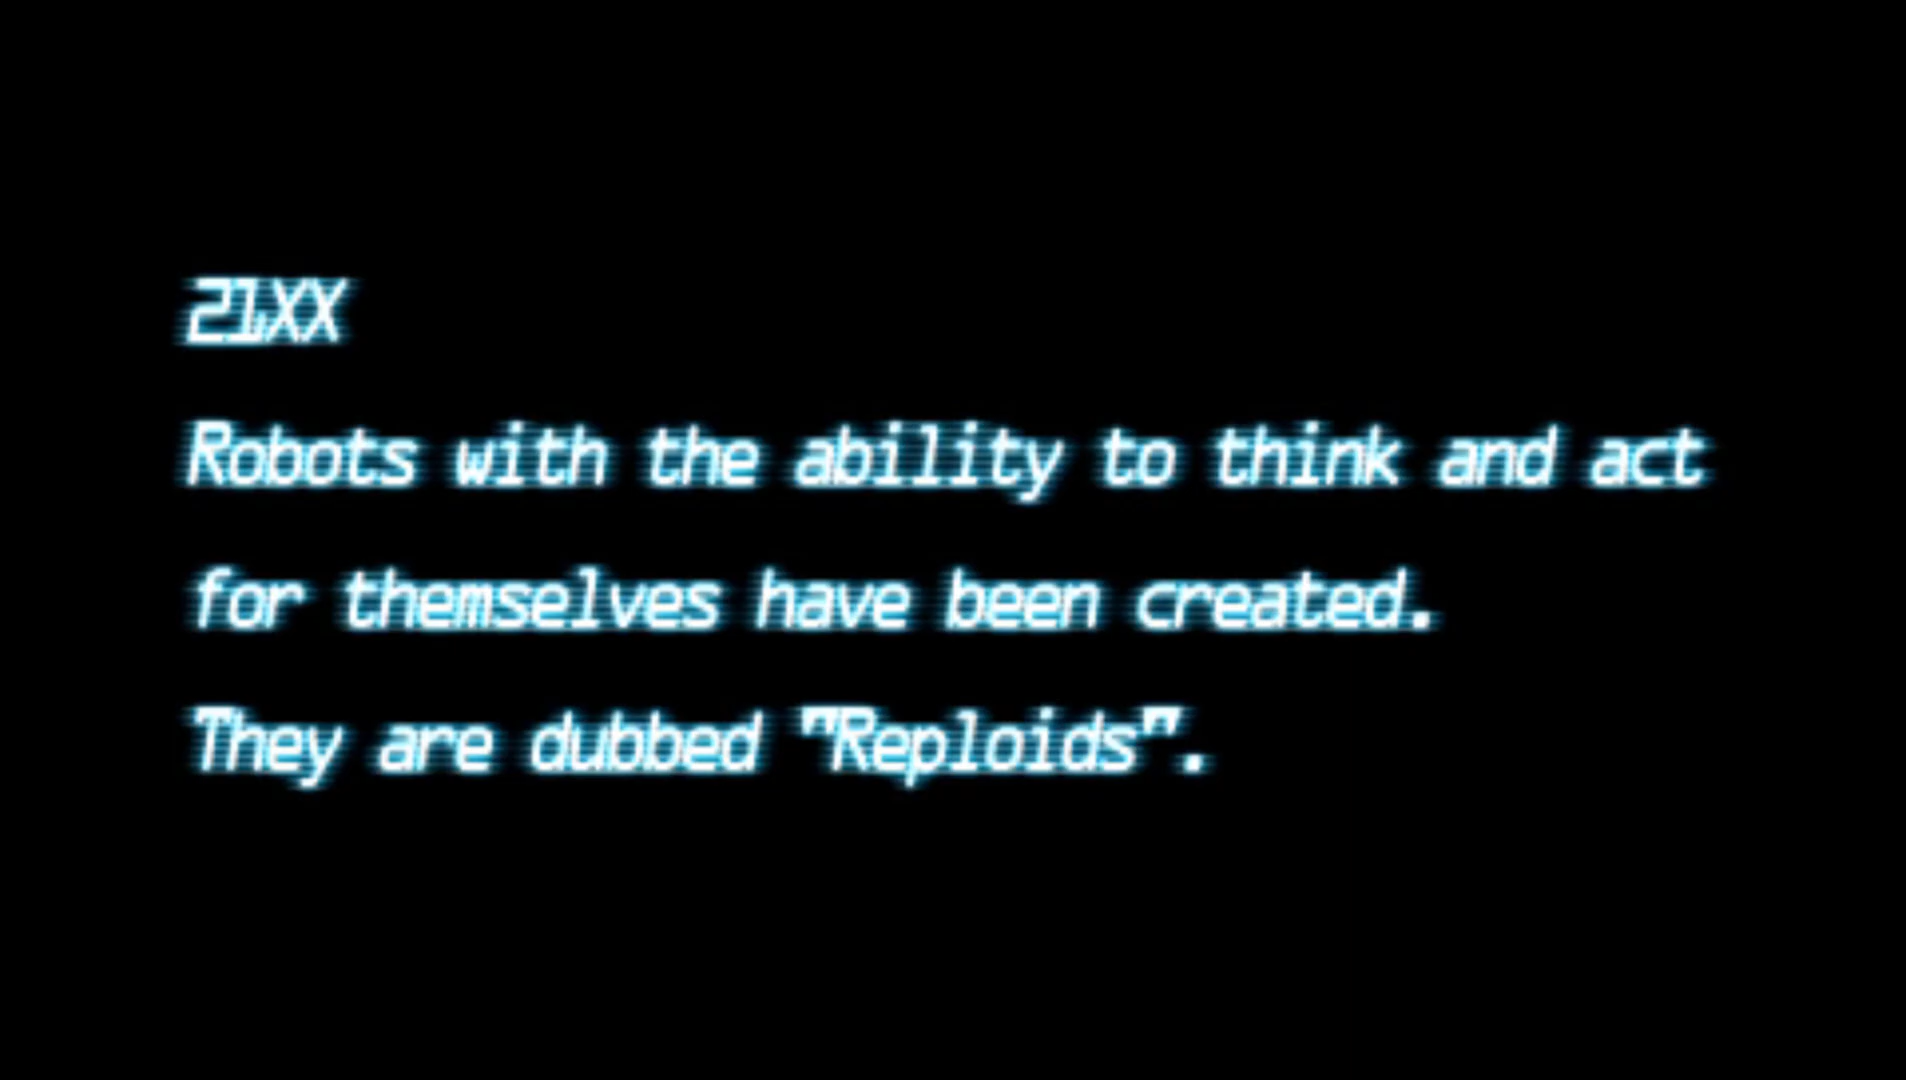 21XX
Robots with the ability to think and act
for themselves have been created.
They are dubbed "Reploids".